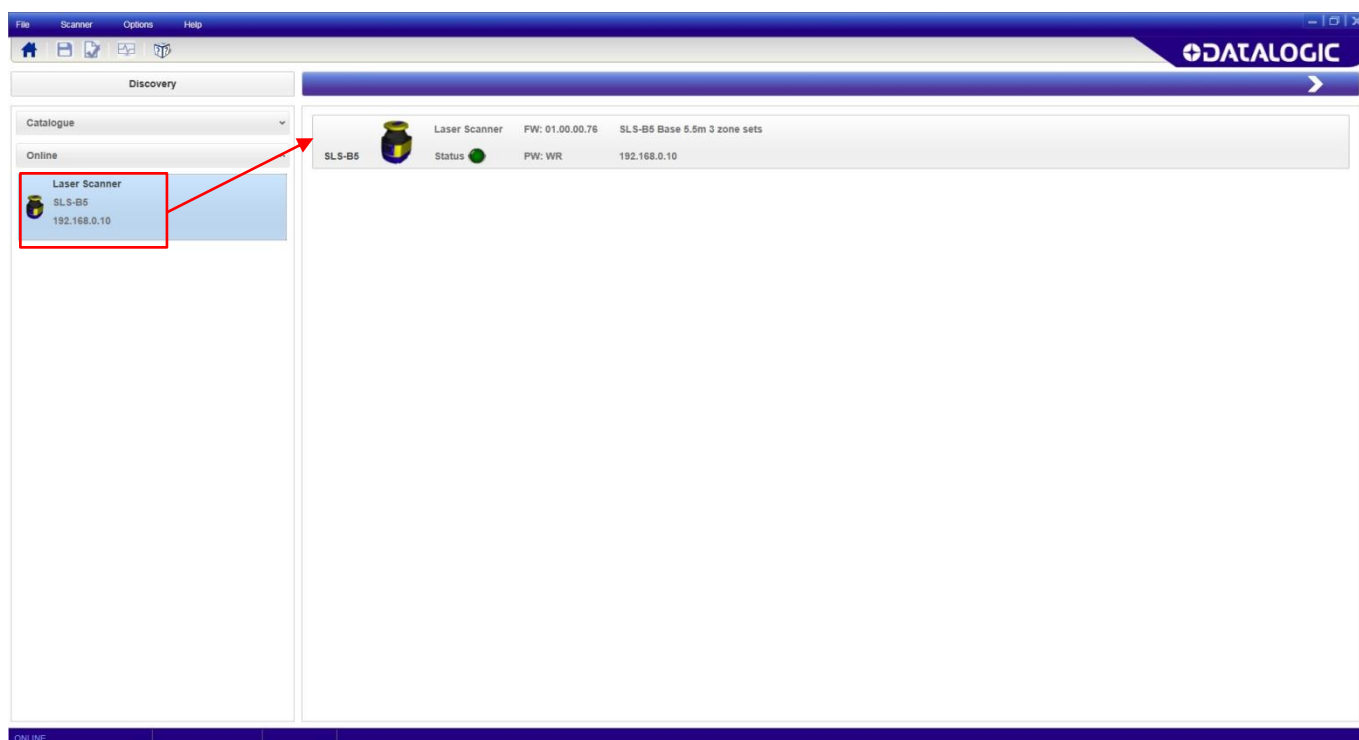 File Scanner Options Help
DATALOGIC
Discovery
Catalogue
Online
Laser Scanner
SLS-B5
192.168.0.10
Laser Scanner FW: 01.00.00.76 SLS-B5 Base 5.5m 3 zone sets
SLS-B5 Status PW: WR 192.168.0.10
ONLINE